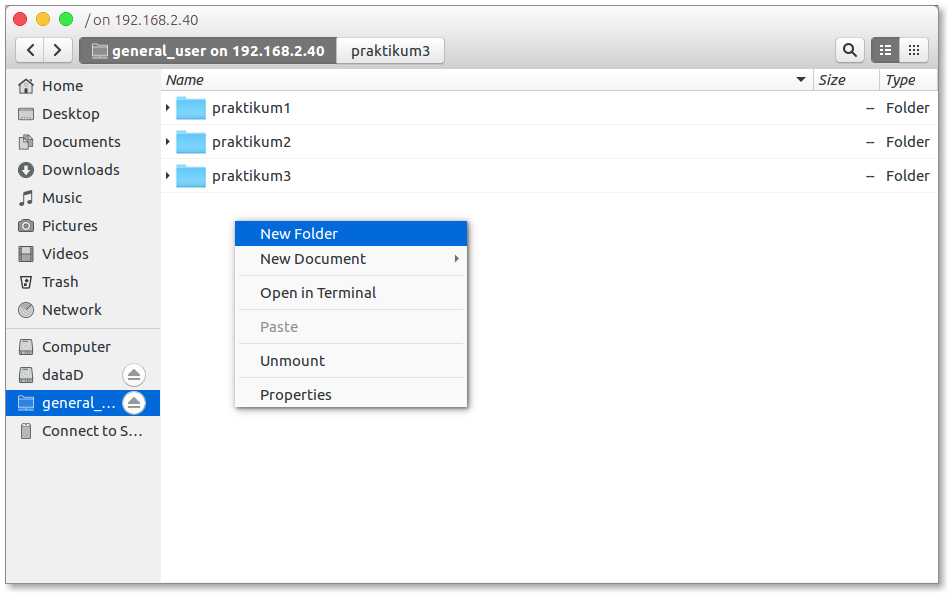 / on 192.168.2.40
general_user on 192.168.2.40 praktikum3
Name Size Type
Home
Desktop
Documents
Downloads
Music
Pictures
Videos
Trash
Network
Computer
dataD
general_...
Connect to S...
praktikum1 -- Folder
praktikum2 -- Folder
praktikum3 -- Folder
New Folder
New Document
Open in Terminal
Paste
Unmount
Properties